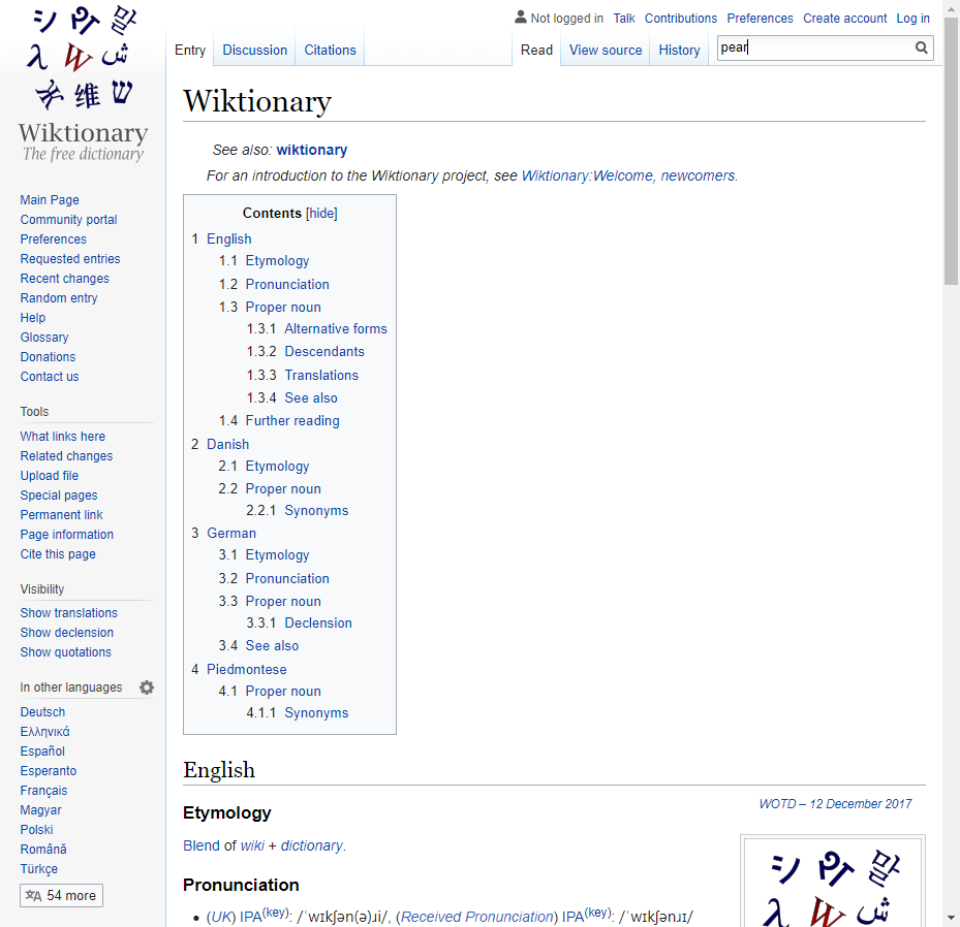 シ Ⴃ 말
λ W ش
维 ש
Wiktionary
The free dictionary
Not logged in Talk Contributions Preferences Create account Log in
Entry Discussion Citations Read View source History pear
Main Page
Community portal
Preferences
Requested entries
Recent changes
Random entry
Help
Glossary
Donations
Contact us
Tools
What links here
Related changes
Upload file
Special pages
Permanent link
Page information
Cite this page
Visibility
Show translations
Show declension
Show quotations
In other languages
Deutsch
Ελληνικά
Español
Esperanto
Français
Magyar
Polski
Română
Türkçe
54 more
Wiktionary
See also: wiktionary
For an introduction to the Wiktionary project, see Wiktionary:Welcome, newcomers.
Contents [hide]
1 English
1.1 Etymology
1.2 Pronunciation
1.3 Proper noun
1.3.1 Alternative forms
1.3.2 Descendants
1.3.3 Translations
1.3.4 See also
1.4 Further reading
2 Danish
2.1 Etymology
2.2 Proper noun
2.2.1 Synonyms
3 German
3.1 Etymology
3.2 Pronunciation
3.3 Proper noun
3.3.1 Declension
3.4 See also
4 Piedmontese
4.1 Proper noun
4.1.1 Synonyms
English
WOTD – 12 December 2017
Etymology
Blend of wiki + dictionary.
Pronunciation
• (UK) IPA(key): /ˈwɪkʃən(ə)ɹi/, (Received Pronunciation) IPA(key): /ˈwɪkʃənɹɪ/
シ 말
λ W ش